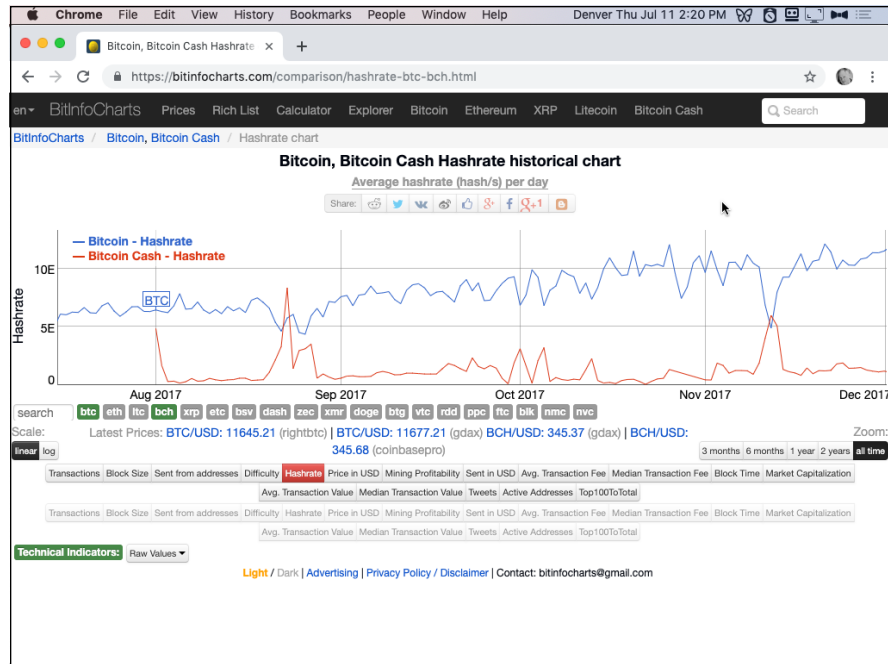 Chrome File Edit View History Bookmarks People Window Help Denver Thu Jul 11 2:20 PM
Bitcoin, Bitcoin Cash Hashrate × +
https://bitinfocharts.com/comparison/hashrate-btc-bch.html
en BitInfoCharts Prices Rich List Calculator Explorer Bitcoin Ethereum XRP Litecoin Bitcoin Cash Search
BitInfoCharts / Bitcoin, Bitcoin Cash / Hashrate chart
Bitcoin, Bitcoin Cash Hashrate historical chart
Average hashrate (hash/s) per day
Share: f g+1
Bitcoin - Hashrate
Bitcoin Cash - Hashrate
Hashrate
10E
BTC
5E
0
Aug 2017 Sep 2017 Oct 2017 Nov 2017 Dec 2017
search btc eth ltc bch xrp etc bsv dash zec xmr doge btg vtc rdd ppc ftc blk nmc nvc
Scale: Latest Prices: BTC/USD: 11645.21 (rightbtc) | BTC/USD: 11677.21 (gdax) BCH/USD: 345.37 (gdax) | BCH/USD: Zoom:
linear log 345.68 (coinbasepro) 3 months 6 months 1 year 2 years all time
Transactions Block Size Sent from addresses Difficulty Hashrate Price in USD Mining Profitability Sent in USD Avg. Transaction Fee Median Transaction Fee Block Time Market Capitalization
Avg. Transaction Value Median Transaction Value Tweets Active Addresses Top100ToTotal
Transactions Block Size Sent from addresses Difficulty Hashrate Price in USD Mining Profitability Sent in USD Avg. Transaction Fee Median Transaction Fee Block Time Market Capitalization
Avg. Transaction Value Median Transaction Value Tweets Active Addresses Top100ToTotal
Technical Indicators: Raw Values
Light / Dark | Advertising | Privacy Policy / Disclaimer | Contact: bitinfocharts@gmail.com